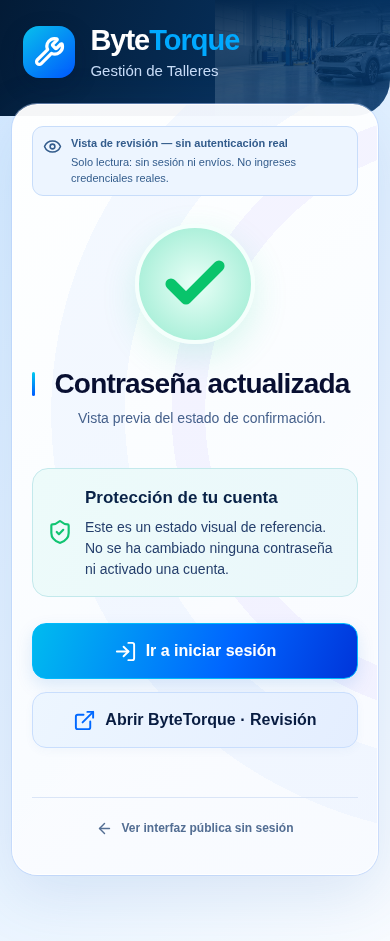 ByteTorque
Gestión de Talleres
Vista de revisión — sin autenticación real
Solo lectura: sin sesión ni envíos. No ingreses
credenciales reales.
Contraseña actualizada
Vista previa del estado de confirmación.
Protección de tu cuenta
Este es un estado visual de referencia.
No se ha cambiado ninguna contraseña
ni activado una cuenta.
Ir a iniciar sesión
Abrir ByteTorque · Revisión
Ver interfaz pública sin sesión